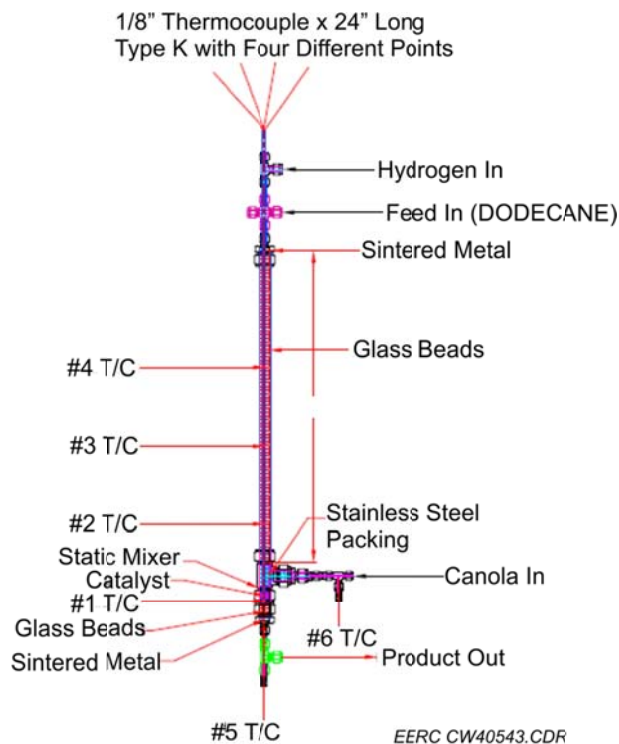 1/8” Thermocouple x 24” Long
Type K with Four Different Points
Hydrogen In
Feed In (DODECANE)
Sintered Metal
Glass Beads
#4 T/C
#3 T/C
#2 T/C
Stainless Steel
Packing
Static Mixer
Catalyst
Canola In
#1 T/C
Glass Beads
#6 T/C
Sintered Metal
Product Out
#5 T/C
EERC CW40543.CDR